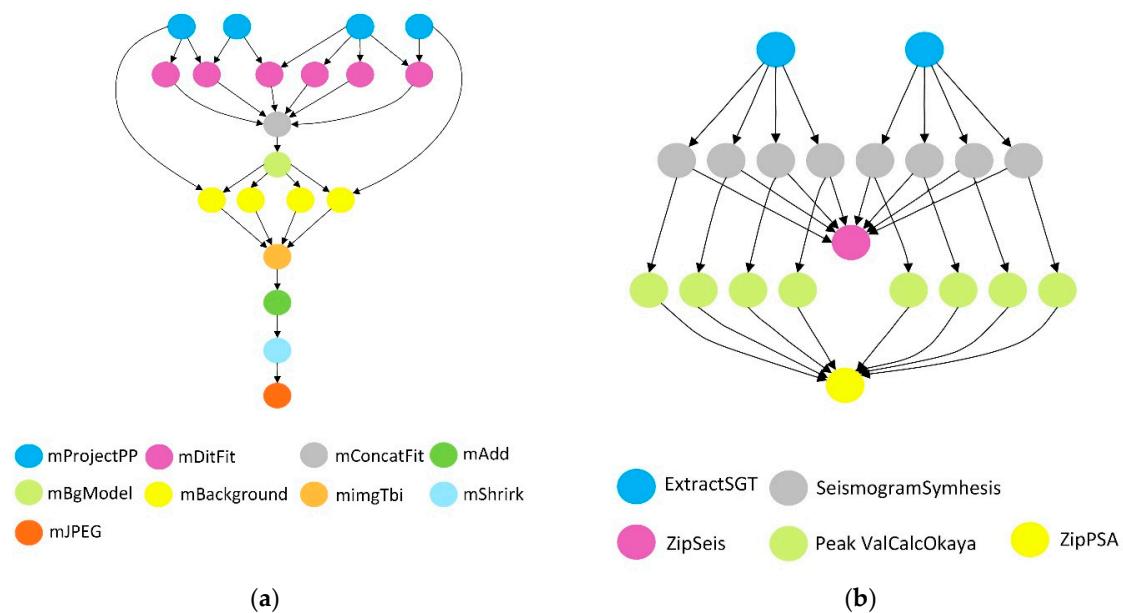 mProjectPP mDitFit mConcatFit mAdd
mBgModel mBackground mimgTbi mShrirk
mJPEG
(a)
ExtractSGT SeismogramSymhesis
ZipSeis Peak ValCalcOkaya ZipPSA
(b)